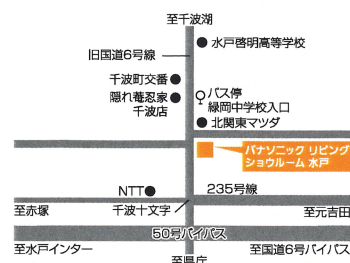 至千波湖
水戸啓明高等学校
旧国道6号線
千波町交番
隠れ菴忍家
千波店
バス停
緑岡中学校入口
北関東マツダ
パナソニック リビング
ショウルーム 水戸
NTT
235号線
至赤塚
千波十文字
至元吉田
50号バイパス
至水戸インター
至国道6号バイパス
至県庁